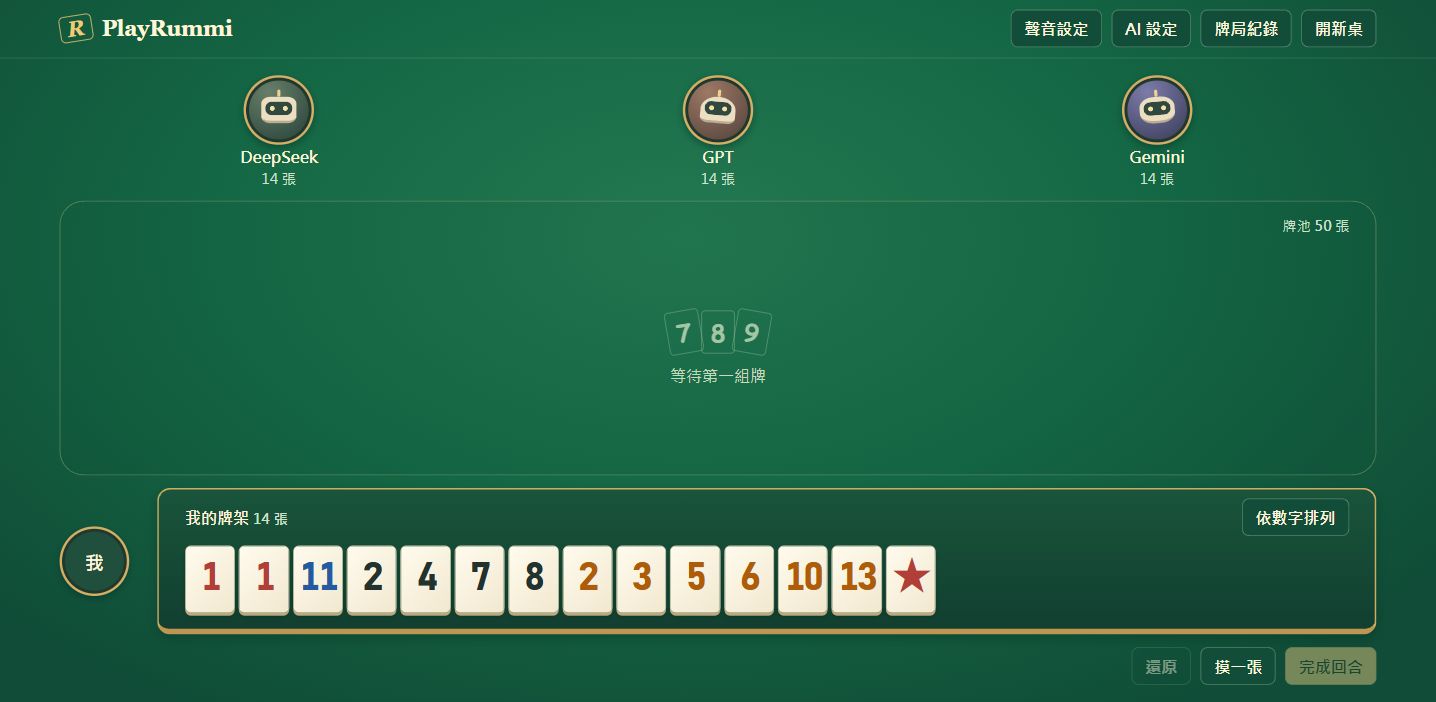 R PlayRummi
聲音設定 AI 設定 牌局紀錄 開新桌
DeepSeek
14 張
GPT
14 張
Gemini
14 張
牌池 50 張
7 8 9
等待第一組牌
我
我的牌架 14 張
依數字排列
1 1 11 2 4 7 8 2 3 5 6 10 13 ★
還原 摸一張 完成回合